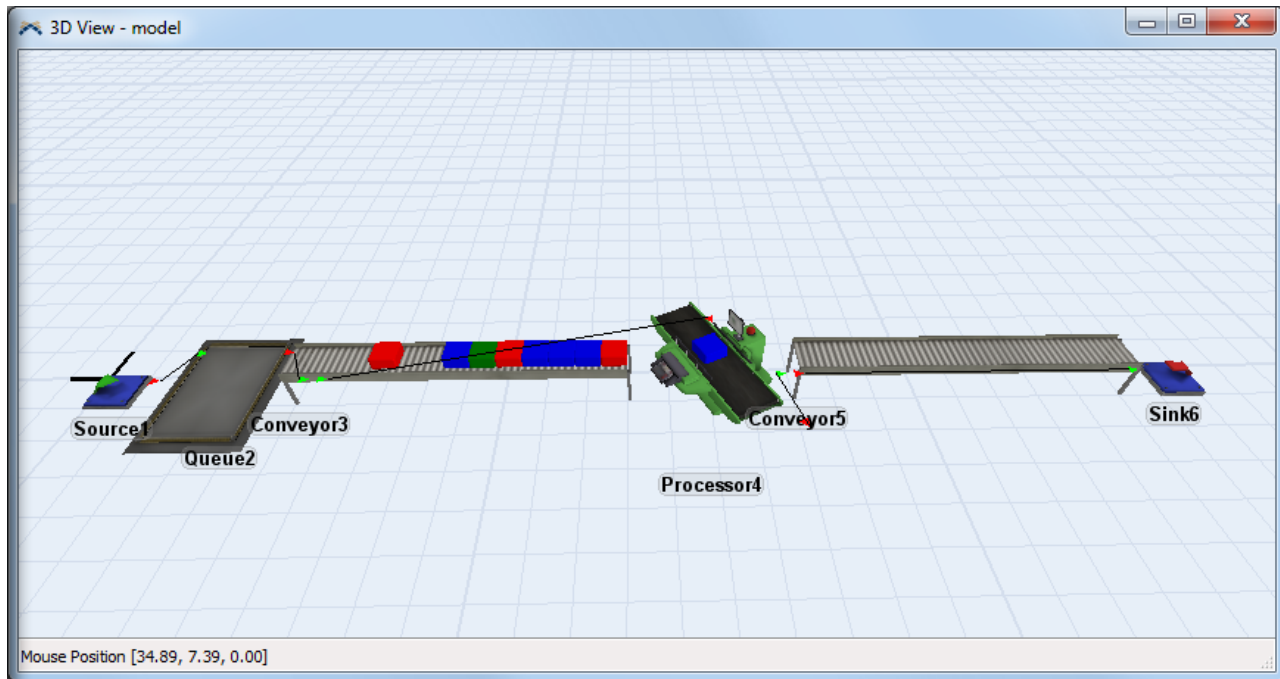 3D View - model
Source1
Queue2
Conveyor3
Processor4
Conveyor5
Sink6
Mouse Position [34.89, 7.39, 0.00]